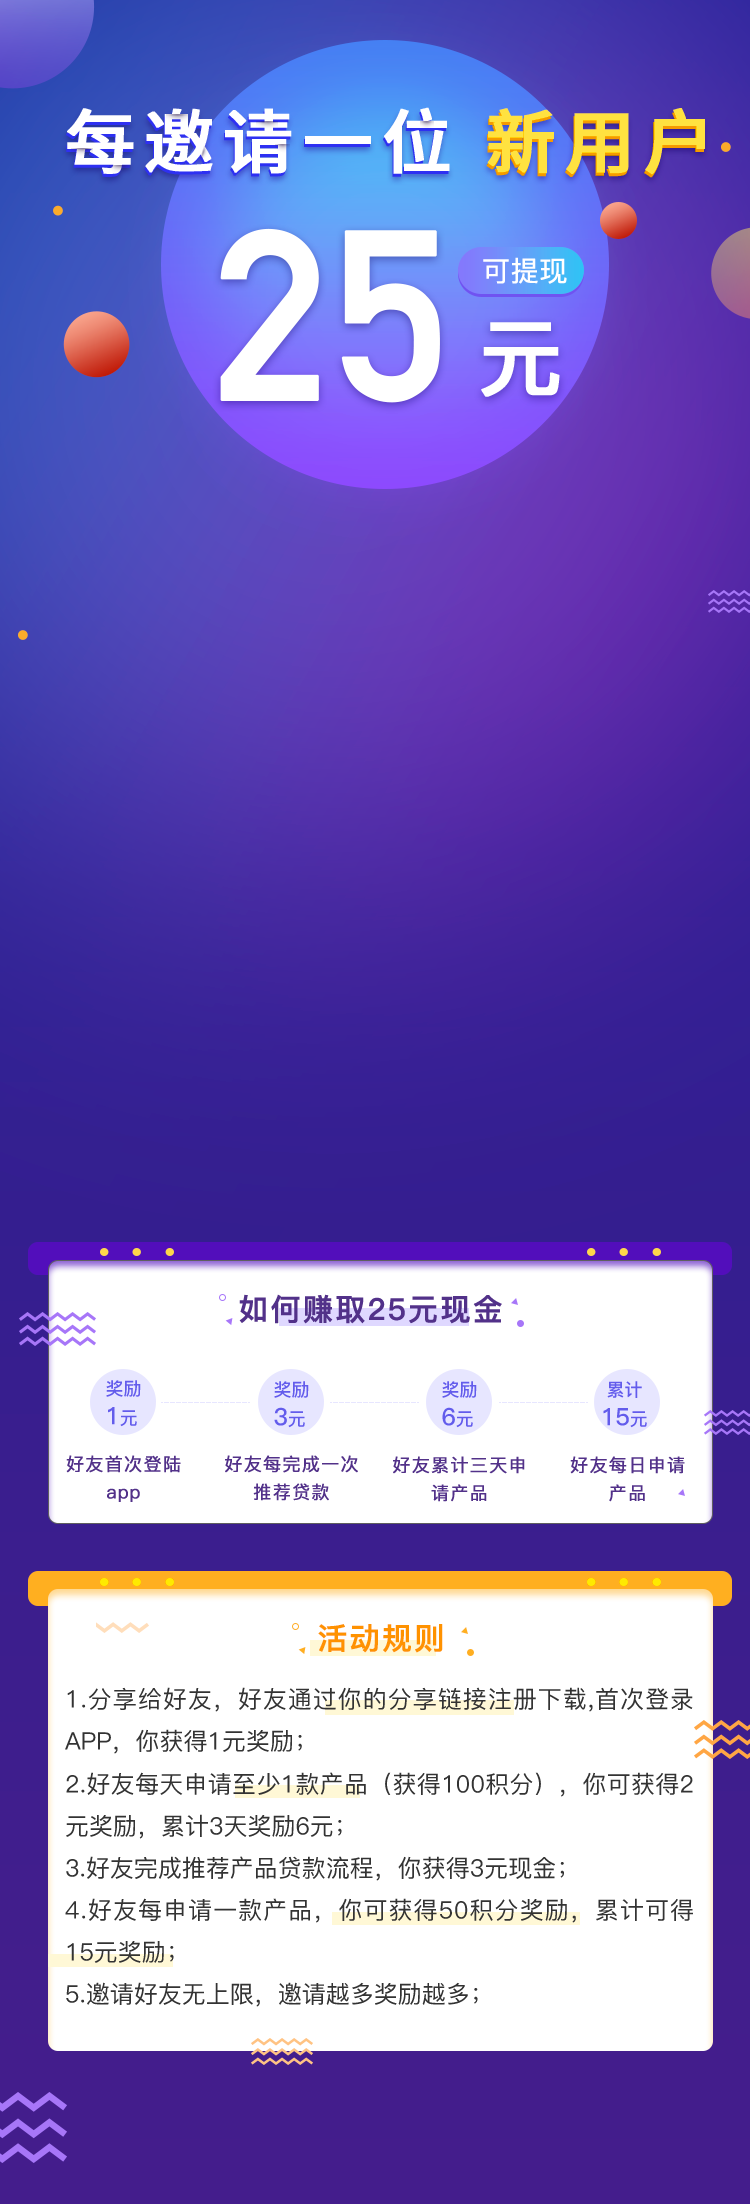 每邀请一位 新用户
25
可提现
元
如何赚取25元现金
奖励
1元
奖励
3元
奖励
6元
累计
15元
好友首次登陆
app
好友每完成一次
推荐贷款
好友累计三天申
请产品
好友每日申请
产品
活动规则
1.分享给好友，好友通过你的分享链接注册下载,首次登录
APP，你获得1元奖励；
2.好友每天申请至少1款产品（获得100积分），你可获得2
元奖励，累计3天奖励6元；
3.好友完成推荐产品贷款流程，你获得3元现金；
4.好友每申请一款产品，你可获得50积分奖励，累计可得
15元奖励；
5.邀请好友无上限，邀请越多奖励越多；